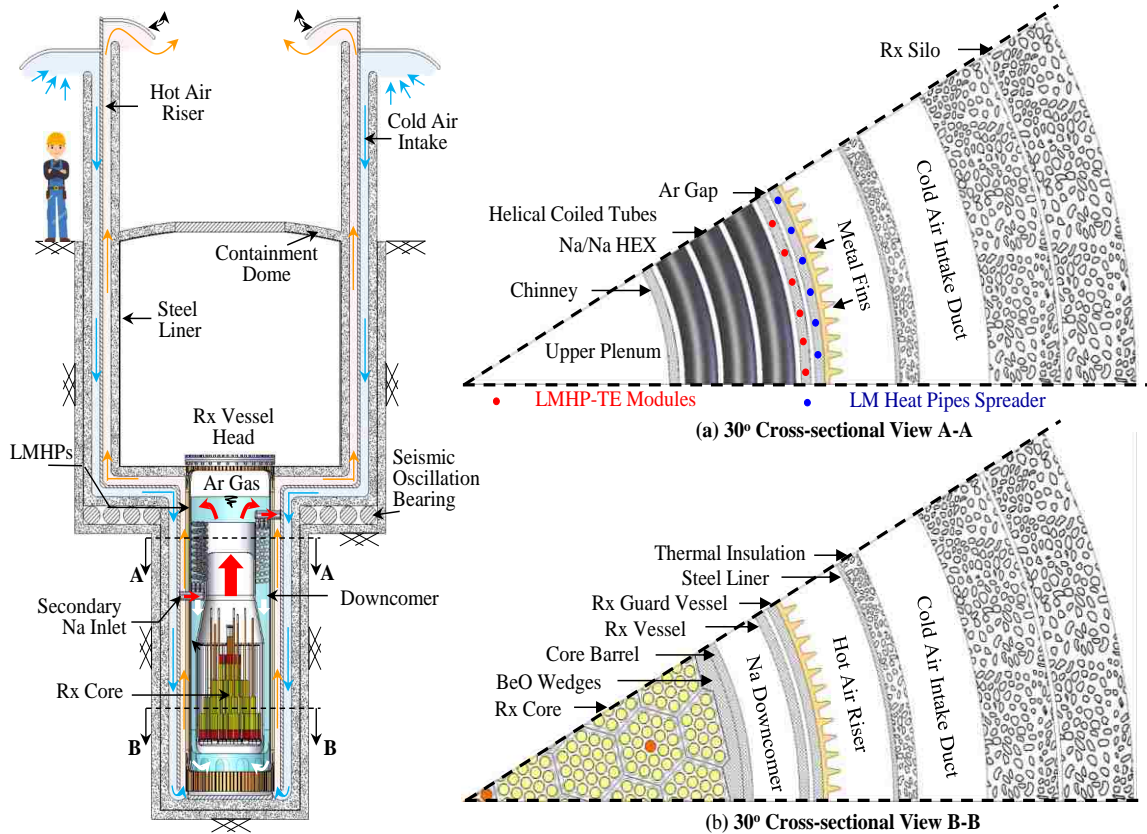 Hot Air
Riser
Cold Air
Intake
Containment
Dome
Steel
Liner
Rx Vessel
Head
LMHPs
Ar Gas
Seismic
Oscillation
Bearing
A
A
Secondary
Na Inlet
Downcomer
Rx Core
B
B
Rx Silo
Ar Gap
Helical Coiled Tubes
Na/Na HEX
Chinney
Upper Plenum
Metal Fins
Cold Air Intake Duct
LMHP-TE Modules
LM Heat Pipes Spreader
(a) 30º Cross-sectional View A-A
Thermal Insulation
Steel Liner
Rx Guard Vessel
Rx Vessel
Core Barrel
BeO Wedges
Rx Core
Na Downcomer
Hot Air Riser
Cold Air Intake Duct
(b) 30º Cross-sectional View B-B